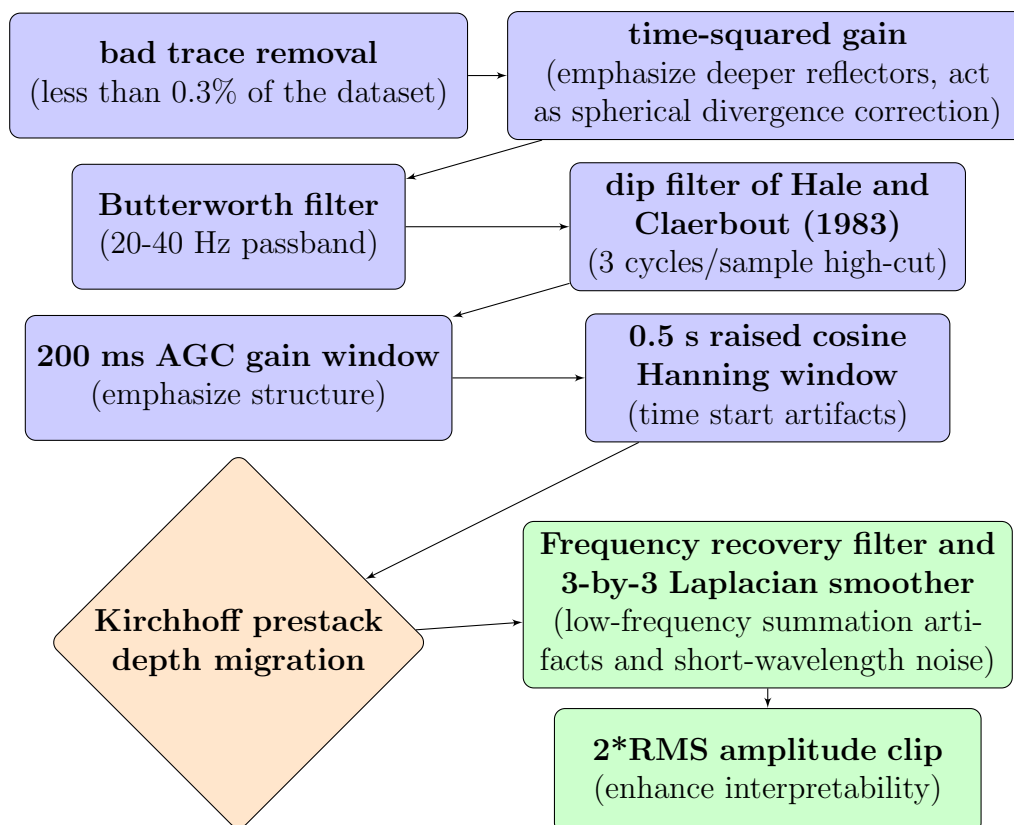 bad trace removal
(less than 0.3% of the dataset)
time-squared gain
(emphasize deeper reflectors, act
as spherical divergence correction)
Butterworth filter
(20-40 Hz passband)
dip filter of Hale and
Claerbout (1983)
(3 cycles/sample high-cut)
200 ms AGC gain window
(emphasize structure)
0.5 s raised cosine
Hanning window
(time start artifacts)
Kirchhoff prestack
depth migration
Frequency recovery filter and
3-by-3 Laplacian smoother
(low-frequency summation arti-
facts and short-wavelength noise)
2*RMS amplitude clip
(enhance interpretability)